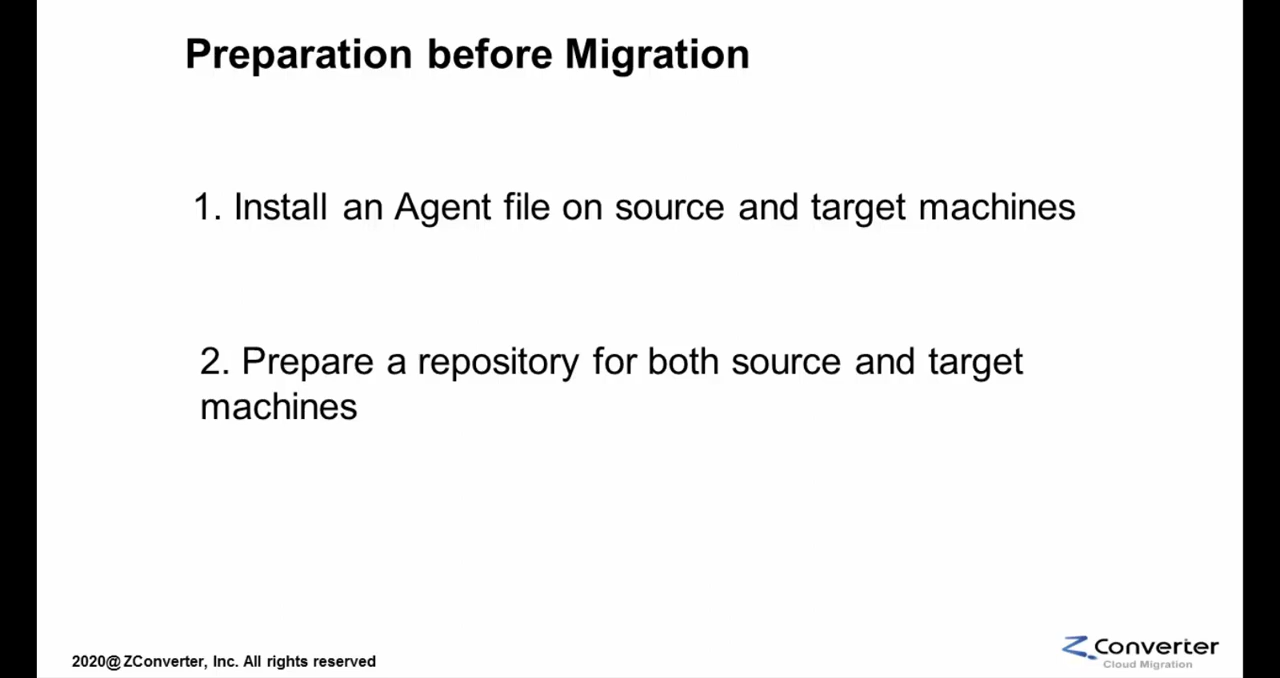 Preparation before Migration
1. Install an Agent file on source and target machines
2. Prepare a repository for both source and target
machines
2020@ZConverter, Inc. All rights reserved
ZConverter
Cloud Migration